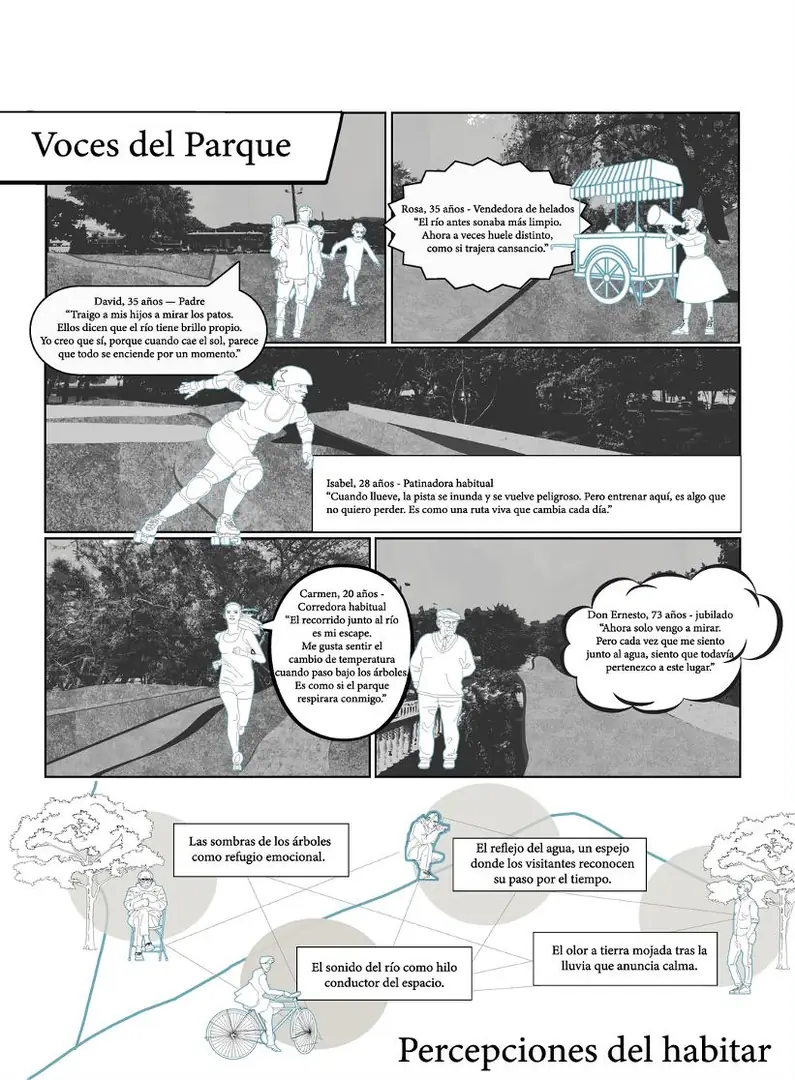 Voces del Parque
Rosa, 35 años - Vendedora de helados
“El río antes sonaba más limpio.
Ahora a veces huele distinto,
como si trajera cansancio.”
David, 35 años — Padre
“Traigo a mis hijos a mirar los patos.
Ellos dicen que el río tiene brillo propio.
Yo creo que sí, porque cuando cae el sol, parece
que todo se enciende por un momento.”
Isabel, 28 años - Patinadora habitual
“Cuando llueve, la pista se inunda y se vuelve peligroso. Pero entrenar aquí, es algo que
no quiero perder. Es como una ruta viva que cambia cada día.”
Carmen, 20 años -
Corredora habitual
“El recorrido junto al río
es mi escape.
Me gusta sentir el
cambio de temperatura
cuando paso bajo los árboles.
Es como si el parque
respirara conmigo.”
Don Ernesto, 73 años - jubilado
“Ahora solo vengo a mirar.
Pero cada vez que me siento
junto al agua, siento que todavía
pertenezco a este lugar.”
Las sombras de los árboles
como refugio emocional.
El reflejo del agua, un espejo
donde los visitantes reconocen
su paso por el tiempo.
El sonido del río como hilo
conductor del espacio.
El olor a tierra mojada tras la
lluvia que anuncia calma.
Percepciones del habitar